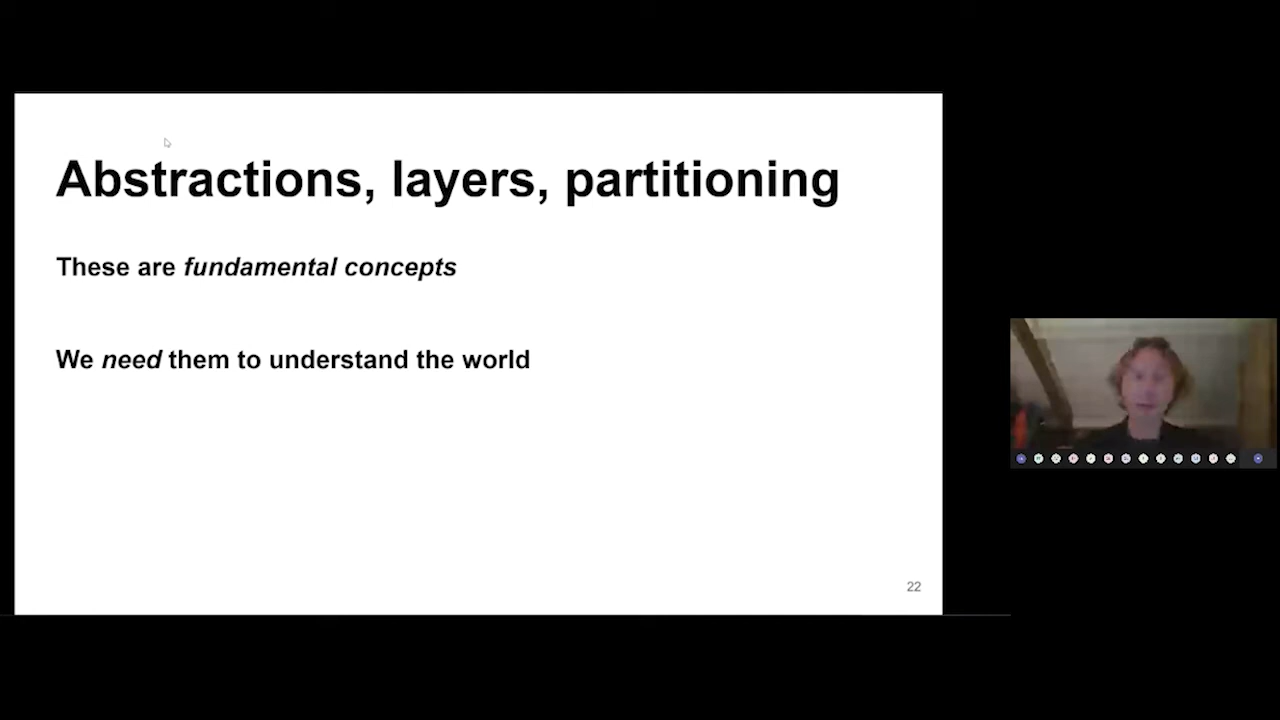 Abstractions, layers, partitioning
These are fundamental concepts
We need them to understand the world
22